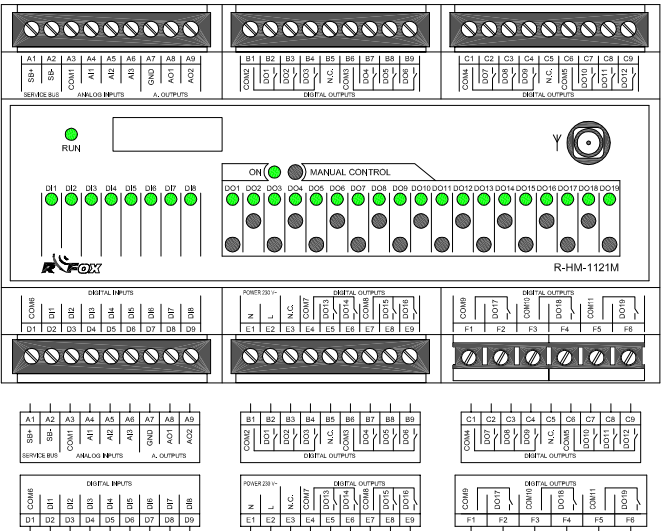 A1 A2 A3 A4 A5 A6 A7 A8 A9
SB+ SB- COM1 AI1 AI2 AI3 GND AO1 AO2
SERVICE BUS ANALOG INPUTS A. OUTPUTS
B1 B2 B3 B4 B5 B6 B7 B8 B9
COM2 DO1 DO2 DO3 N.C. COM3 DO4 DO5 DO6
DIGITAL OUTPUTS
C1 C2 C3 C4 C5 C6 C7 C8 C9
COM4 DO7 DO8 DO9 N.C. COM5 DO10 DO11 DO12
DIGITAL OUTPUTS
RUN
ON MANUAL CONTROL
DI1 DI2 DI3 DI4 DI5 DI6 DI7 DI8
DO1 DO2 DO3 DO4 DO5 DO6 DO7 DO8 DO9 DO10 DO11 DO12 DO13 DO14 DO15 DO16 DO17 DO18 DO19
R FOX
R-HM-1121M
DIGITAL INPUTS
COM6 DI1 DI2 DI3 DI4 DI5 DI6 DI7 DI8
D1 D2 D3 D4 D5 D6 D7 D8 D9
POWER 230 V~ DIGITAL OUTPUTS
N L N.C. COM7 DO13 DO14 COM8 DO15 DO16
E1 E2 E3 E4 E5 E6 E7 E8 E9
DIGITAL OUTPUTS
COM9 DO17 COM10 DO18 COM11 DO19
F1 F2 F3 F4 F5 F6
A1 A2 A3 A4 A5 A6 A7 A8 A9
SB+ SB- COM1 AI1 AI2 AI3 GND AO1 AO2
SERVICE BUS ANALOG INPUTS A. OUTPUTS
B1 B2 B3 B4 B5 B6 B7 B8 B9
COM2 DO1 DO2 DO3 N.C. COM3 DO4 DO5 DO6
DIGITAL OUTPUTS
C1 C2 C3 C4 C5 C6 C7 C8 C9
COM4 DO7 DO8 DO9 N.C. COM5 DO10 DO11 DO12
DIGITAL OUTPUTS
DIGITAL INPUTS
COM6 DI1 DI2 DI3 DI4 DI5 DI6 DI7 DI8
D1 D2 D3 D4 D5 D6 D7 D8 D9
POWER 230 V~ DIGITAL OUTPUTS
N L N.C. COM7 DO13 DO14 COM8 DO15 DO16
E1 E2 E3 E4 E5 E6 E7 E8 E9
DIGITAL OUTPUTS
COM9 DO17 COM10 DO18 COM11 DO19
F1 F2 F3 F4 F5 F6